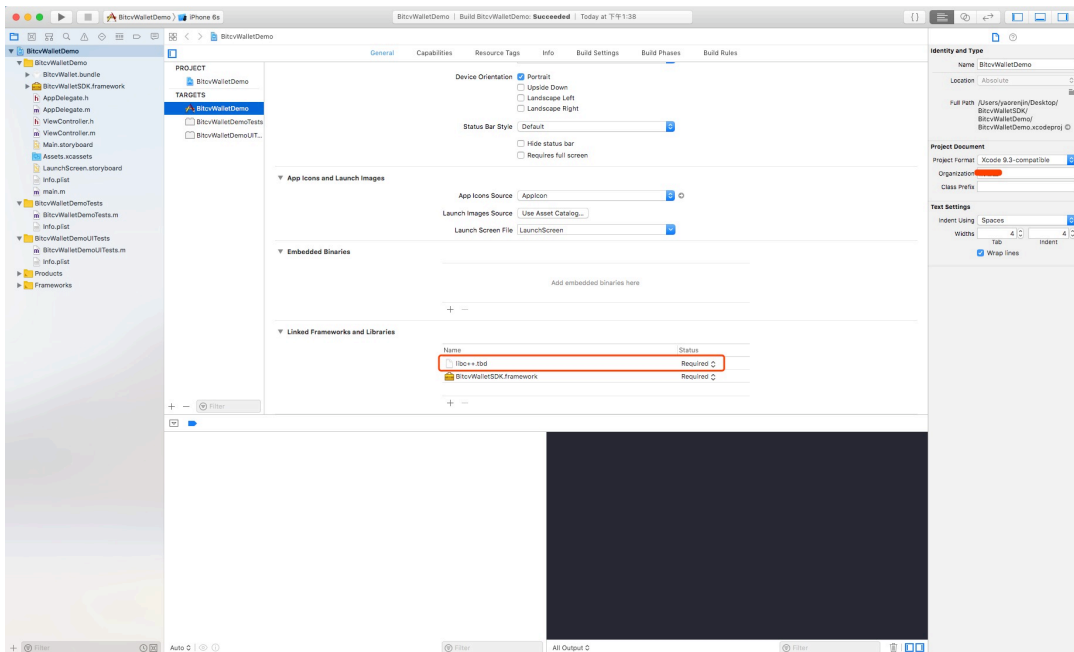 BitcvWalletDemo
iPhone 6s
BitcvWalletDemo | Build BitcvWalletDemo: Succeeded | Today at 下午1:38
BitcvWalletDemo
BitcvWalletDemo
BitcvWalletDemo
BitcvWallet.bundle
BitcvWalletSDK.framework
AppDelegate.h
AppDelegate.m
ViewController.h
ViewController.m
Main.storyboard
Assets.xcassets
LaunchScreen.storyboard
Info.plist
main.m
BitcvWalletDemoTests
BitcvWalletDemoTests.m
Info.plist
BitcvWalletDemoUITests
BitcvWalletDemoUITests.m
Info.plist
Products
Frameworks
Filter
General Capabilities Resource Tags Info Build Settings Build Phases Build Rules
PROJECT
BitcvWalletDemo
TARGETS
BitcvWalletDemo
BitcvWalletDemoTests
BitcvWalletDemoUIT...
Filter
Device Orientation Portrait
Upside Down
Landscape Left
Landscape Right
Status Bar Style Default
Hide status bar
Requires full screen
App Icons and Launch Images
App Icons Source AppIcon
Launch Images Source Use Asset Catalog...
Launch Screen File LaunchScreen
Embedded Binaries
Add embedded binaries here
Linked Frameworks and Libraries
Name Status
libc++.tbd Required
BitcvWalletSDK.framework Required
Auto
Filter
All Output
Filter
Identity and Type
Name BitcvWalletDemo
Location Absolute
Full Path /Users/yaorenjin/Desktop/
BitcvWalletSDK/
BitcvWalletDemo/
BitcvWalletDemo.xcodeproj
Project Document
Project Format Xcode 9.3-compatible
Organization
Class Prefix
Text Settings
Indent Using Spaces
Widths 4 4
Tab Indent
Wrap lines